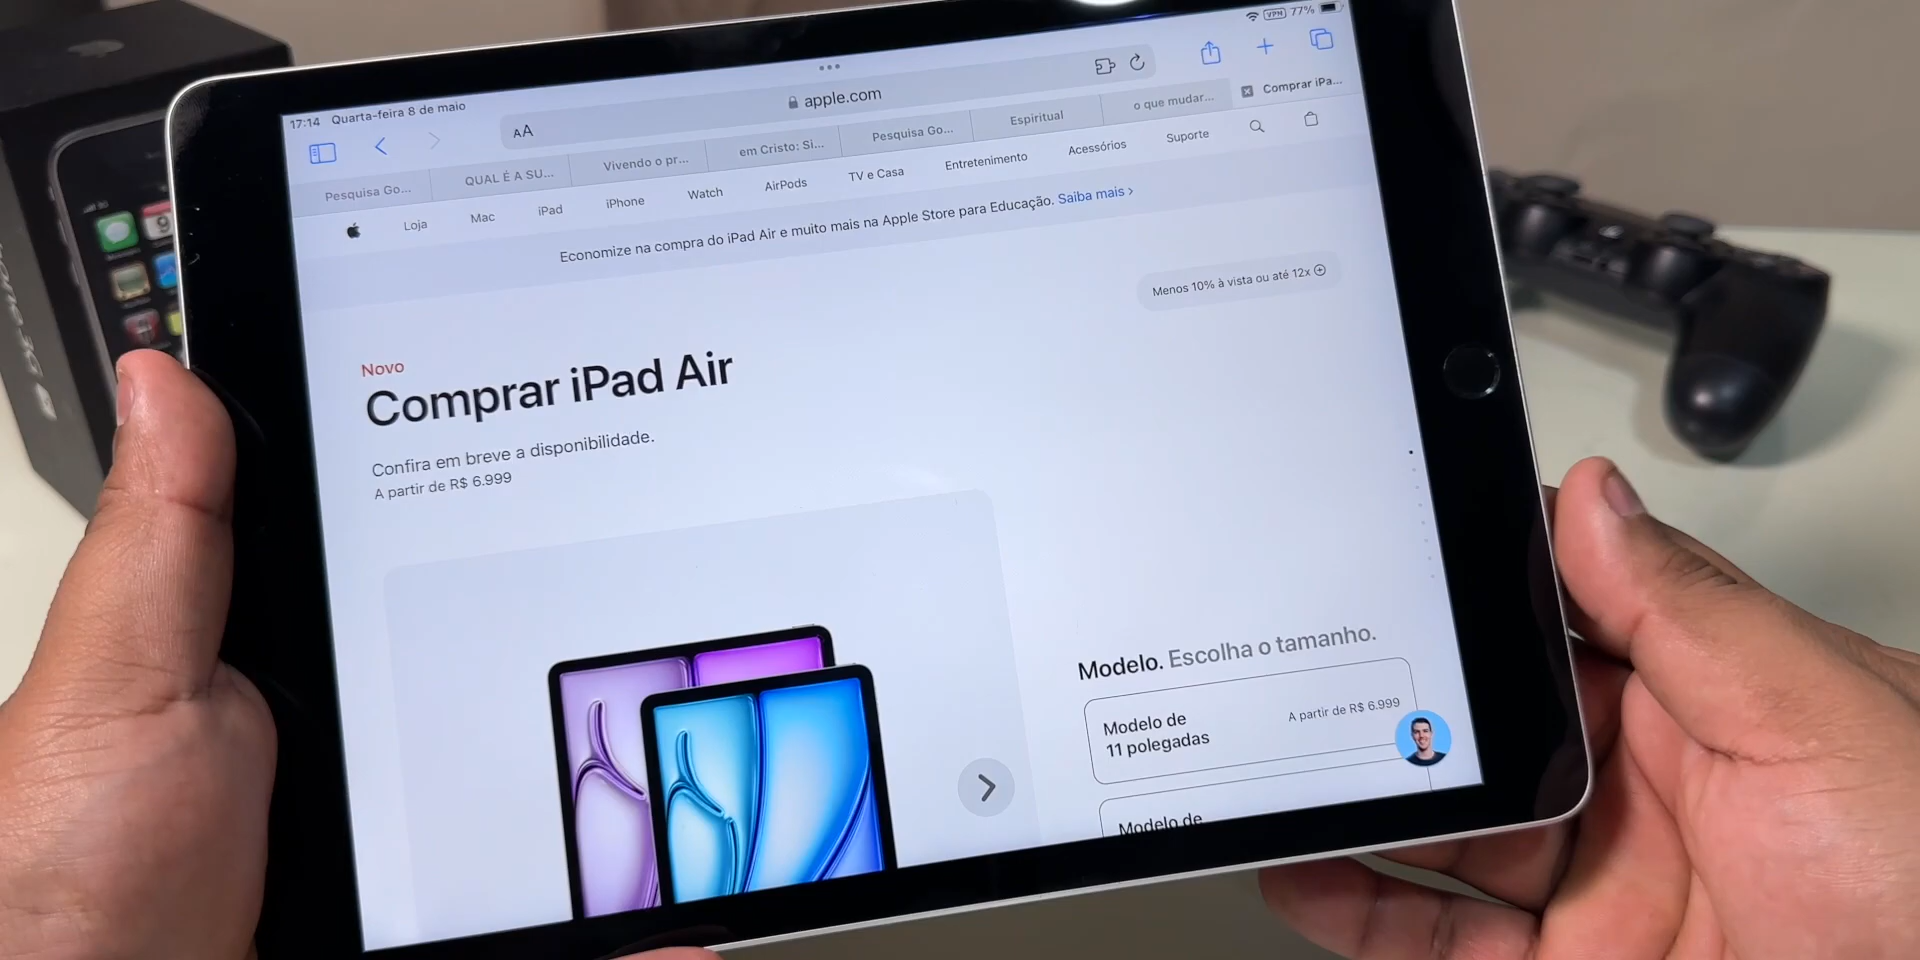 17:14 Quarta-feira 8 de maio
VPN 77%
AA
apple.com
Pesquisa Go...
QUAL É A SU...
Vivendo o pr...
em Cristo: Si...
Pesquisa Go...
Espiritual
o que mudar...
Comprar iPa...
Loja
Mac
iPad
iPhone
Watch
AirPods
TV e Casa
Entretenimento
Acessórios
Suporte
Economize na compra do iPad Air e muito mais na Apple Store para Educação. Saiba mais >
Menos 10% à vista ou até 12x
Novo
Comprar iPad Air
Confira em breve a disponibilidade.
A partir de R$ 6.999
Modelo. Escolha o tamanho.
Modelo de
11 polegadas
A partir de R$ 6.999
Modelo de